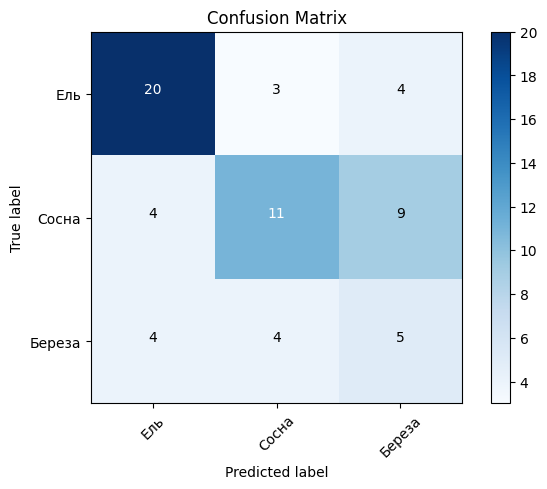 Confusion Matrix
Ель 20 3 4
Сосна 4 11 9
Береза 4 4 5
Ель Сосна Береза
True label
Predicted label
20
18
16
14
12
10
8
6
4